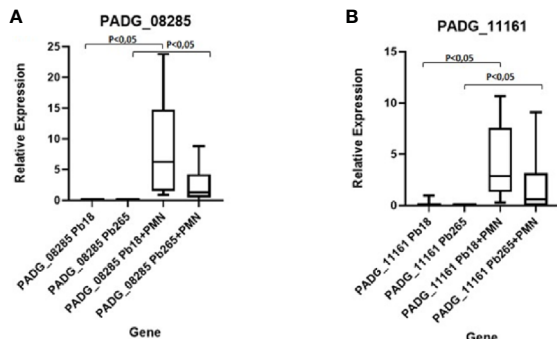 A
PADG_08285
P<0,05
P<0,05
Relative Expression
25
20
15
10
5
0
PADG_08285 Pb18
PADG_08285 Pb265
PADG_08285 Pb18+PMN
PADG_08285 Pb265+PMN
Gene
B
PADG_11161
P<0,05
P<0,05
Relative Expression
15
10
5
0
PADG_11161 Pb18
PADG_11161 Pb265
PADG_11161 Pb18+PMN
PADG_11161 Pb265+PMN
Gene